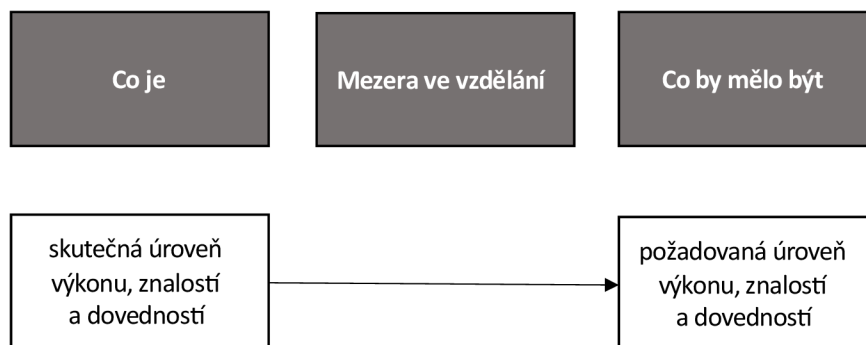 Co je
Mezera ve vzdělání
Co by mělo být
skutečná úroveň
výkonu, znalostí
a dovedností
požadovaná úroveň
výkonu, znalostí
a dovedností